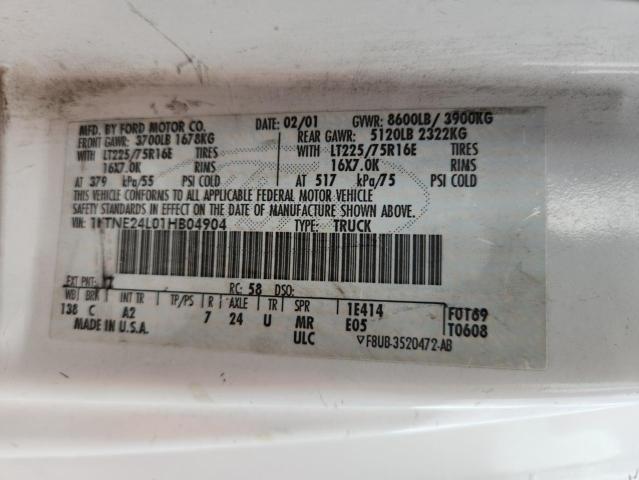 MFD. BY FORD MOTOR CO. DATE: 02/01 GVWR: 8600LB/ 3900KG
FRONT GAWR: 3700LB 1678KG REAR GAWR: 5120LB 2322KG
WITH LT225/75R16E TIRES WITH LT225/75R16E TIRES
16X7.0K RIMS 16X7.0K RIMS
AT 379 kPa/55 PSI COLD AT 517 kPa/75 PSI COLD
THIS VEHICLE CONFORMS TO ALL APPLICABLE FEDERAL MOTOR VEHICLE
SAFETY STANDARDS IN EFFECT ON THE DATE OF MANUFACTURE SHOWN ABOVE.
VIN: 1FTNE24L01HB04904 TYPE: TRUCK
EXT PNT: RC: 58 DSO:
WB BRK INT TR TP/PS R AXLE TR SPR
138 C A2 7 24 U MR 1E414 F0T69
ULC E05 T0608
MADE IN U.S.A. ▽F8UB-3520472-AB